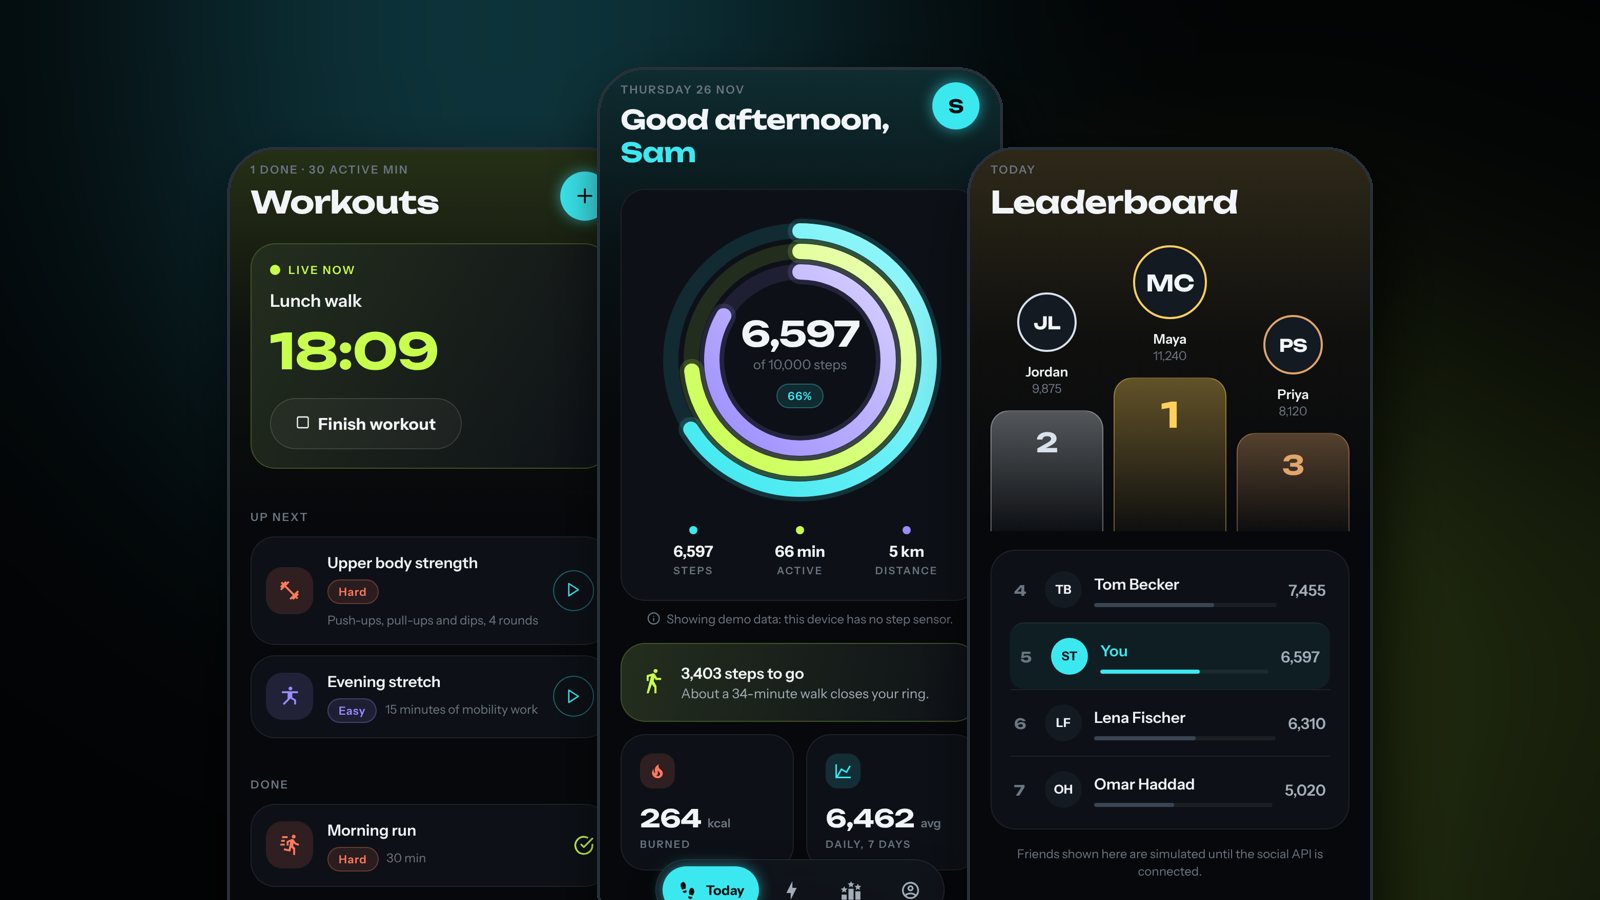 1 DONE · 30 ACTIVE MIN
Workouts
LIVE NOW
Lunch walk
18:09
Finish workout
UP NEXT
Upper body strength
Hard
Push-ups, pull-ups and dips, 4 rounds
Evening stretch
Easy 15 minutes of mobility work
DONE
Morning run
Hard 30 min
THURSDAY 26 NOV
Good afternoon,
Sam
S
6,597
of 10,000 steps
66%
6,597 66 min 5 km
STEPS ACTIVE DISTANCE
Showing demo data: this device has no step sensor.
3,403 steps to go
About a 34-minute walk closes your ring.
264 kcal
BURNED
6,462 avg
DAILY, 7 DAYS
Today
TODAY
Leaderboard
MC
Maya
11,240
JL
Jordan
9,875
PS
Priya
8,120
1
2
3
4 TB Tom Becker 7,455
5 ST You 6,597
6 LF Lena Fischer 6,310
7 OH Omar Haddad 5,020
Friends shown here are simulated until the social API is
connected.